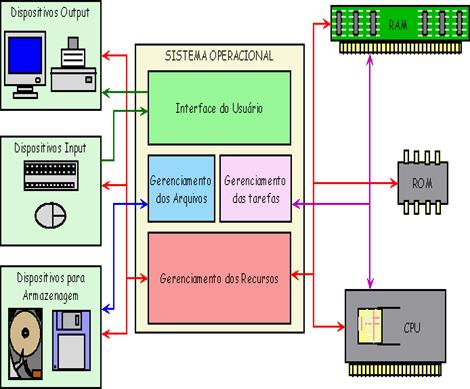 Dispositivos Output
Dispositivos Input
Dispositivos para
Armazenagem
SISTEMA OPERACIONAL
Interface do Usuário
Gerenciamento
dos Arquivos
Gerenciamento
das tarefas
Gerenciamento dos Recursos
RAM
ROM
CPU